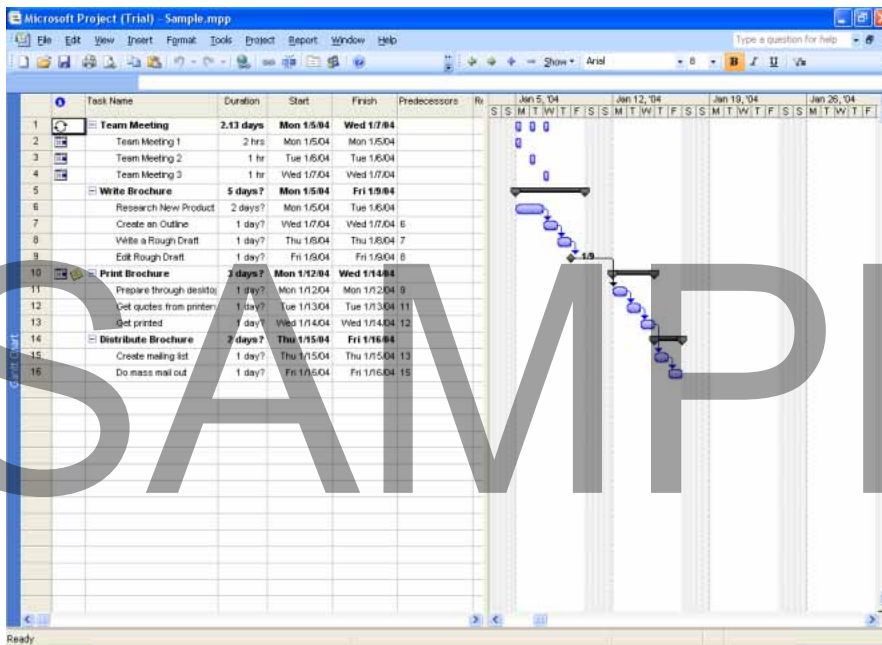 Microsoft Project (Trial) - Sample.mpp
File Edit View Insert Format Tools Project Report Window Help Type a question for help
Show Arial 8 B I U
Task Name Duration Start Finish Predecessors Re Jan 5, '04 Jan 12, '04 Jan 19, '04 Jan 26, '04
S S M T W T F S S M T W T F S S M T W T F S S M T W T F
1 Team Meeting 2.13 days Mon 1/5/04 Wed 1/7/04
2 Team Meeting 1 2 hrs Mon 1/5/04 Mon 1/5/04
3 Team Meeting 2 1 hr Tue 1/6/04 Tue 1/6/04
4 Team Meeting 3 1 hr Wed 1/7/04 Wed 1/7/04
5 Write Brochure 5 days? Mon 1/5/04 Fri 1/9/04
6 Research New Product 2 days? Mon 1/5/04 Tue 1/6/04
7 Create an Outline 1 day? Wed 1/7/04 Wed 1/7/04 6
8 Write a Rough Draft 1 day? Thu 1/8/04 Thu 1/8/04 7
9 Edit Rough Draft 1 day? Fri 1/9/04 Fri 1/9/04 8 1/9
10 Print Brochure 3 days? Mon 1/12/04 Wed 1/14/04
11 Prepare through desktop 1 day? Mon 1/12/04 Mon 1/12/04 9
12 Get quotes from printers 1 day? Tue 1/13/04 Tue 1/13/04 11
13 Get printed 1 day? Wed 1/14/04 Wed 1/14/04 12
14 Distribute Brochure 2 days? Thu 1/15/04 Fri 1/16/04
15 Create mailing list 1 day? Thu 1/15/04 Thu 1/15/04 13
16 Do mass mail out 1 day? Fri 1/16/04 Fri 1/16/04 15
Gantt Chart
SAMPL
Ready